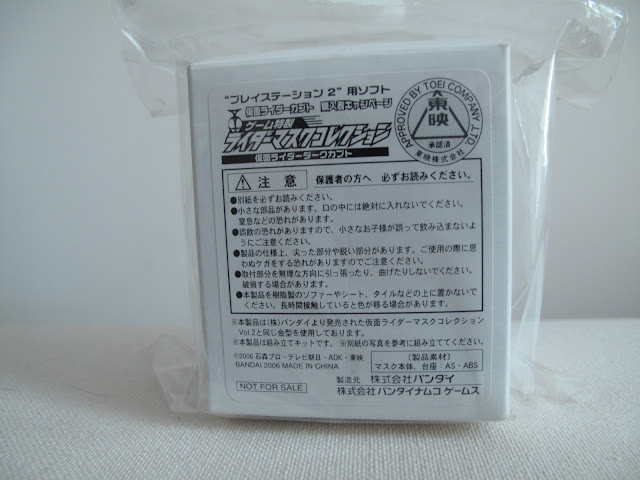 “プレイステーション 2”用ソフト
仮面ライダーカブト 購入者キャンペーン
ゲーム特製
ライダーマスクコレクション
仮面ライダーダークカブト
APPROVED BY TOEI COMPANY, LTD.
東映
承認済
東映株式会社
注意 保護者の方へ 必ずお読みください。
●別紙を必ずお読みください。
●小さな部品があります。口の中には絶対に入れないでください。
窒息などの恐れがあります。
●誤飲の恐れがありますので、小さなお子様が誤って飲み込まないよ
うにご注意ください。
●製品の仕様上、尖った部分や鋭い部分があります。ご使用の際に思
わぬケガをする恐れがありますのでご注意ください。
●取付部分を無理な方向に引っ張ったり、曲げたりしないでください。
破損する場合があります。
●本製品を樹脂製のソファーやシート、タイルなどの上に置かないで
ください。長時間接触していると色が移る場合があります。
※本製品は(株)バンダイより発売された仮面ライダーマスクコレクション
Vol.2と同じ金型を使用しております。
※本製品は組み立てキットです。 ※別紙の写真を参考に組み立ててください。
©2006 石森プロ・テレビ朝日・ADK・東映
BANDAI 2006 MADE IN CHINA
〔製品素材〕
マスク本体、台座:AS・ABS
NOT FOR SALE
製造元 株式会社 バンダイ
株式会社 バンダイナムコ ゲームス